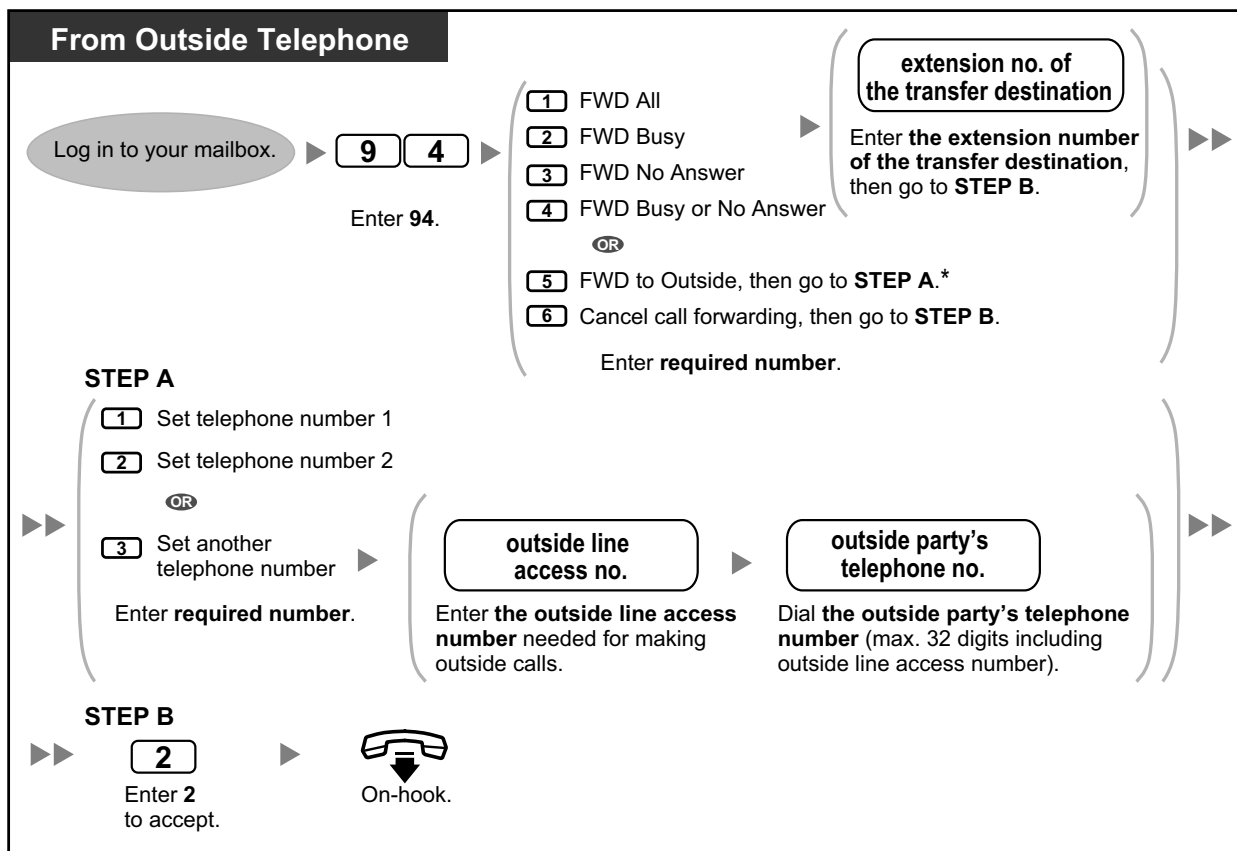 From Outside Telephone
Log in to your mailbox.
9 4
Enter 94.
1 FWD All
2 FWD Busy
3 FWD No Answer
4 FWD Busy or No Answer
OR
5 FWD to Outside, then go to STEP A.*
6 Cancel call forwarding, then go to STEP B.
Enter required number.
extension no. of
the transfer destination
Enter the extension number
of the transfer destination,
then go to STEP B.
STEP A
1 Set telephone number 1
2 Set telephone number 2
OR
3 Set another
telephone number
Enter required number.
outside line
access no.
Enter the outside line access
number needed for making
outside calls.
outside party's
telephone no.
Dial the outside party's telephone
number (max. 32 digits including
outside line access number).
STEP B
2
Enter 2
to accept.
On-hook.